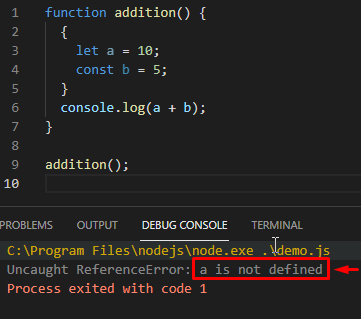 1 function addition() {
2 {
3 let a = 10;
4 const b = 5;
5 }
6 console.log(a + b);
7 }
8
9 addition();
10
PROBLEMS OUTPUT DEBUG CONSOLE TERMINAL
C:\Program Files\nodejs\node.exe .\demo.js
Uncaught ReferenceError: a is not defined
Process exited with code 1